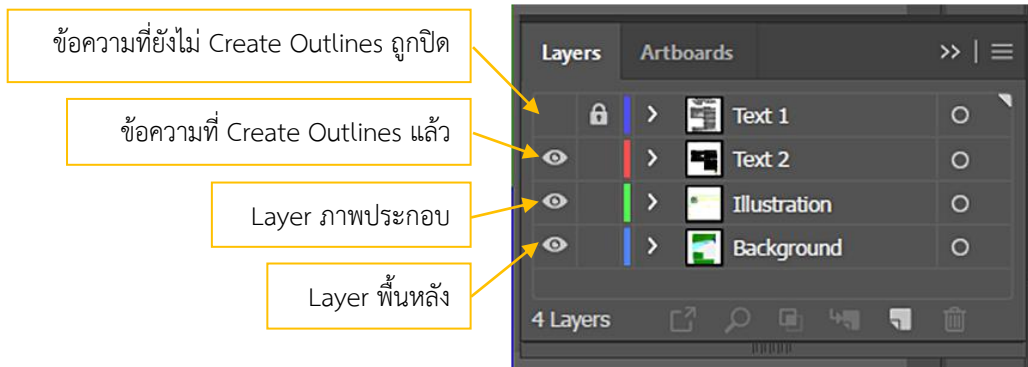 ข้อความที่ยังไม่ Create Outlines ถูกปิด
ข้อความที่ Create Outlines แล้ว
Layer ภาพประกอบ
Layer พื้นหลัง
Layers Artboards
Text 1
Text 2
Illustration
Background
4 Layers